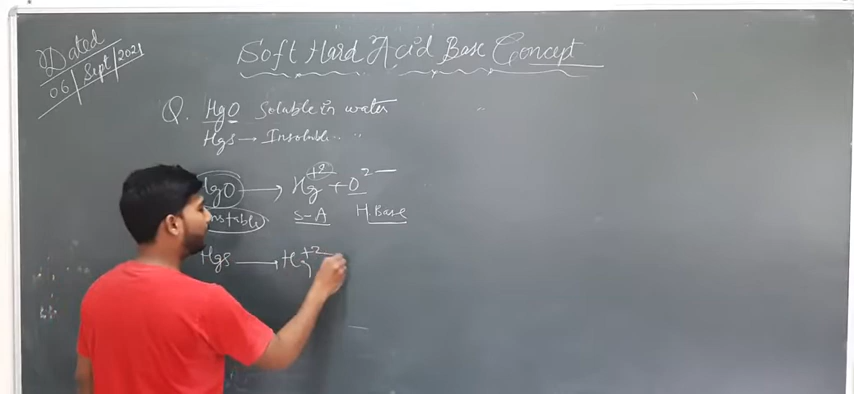 Dated
06/Sept/2021
Soft Hard Acid Base Concept
Q. HgO Soluble in water
HgS → Insoluble.. "
HgO → Hg+2 + O2-
Unstable S-A H.Base
HgS → Hg+2